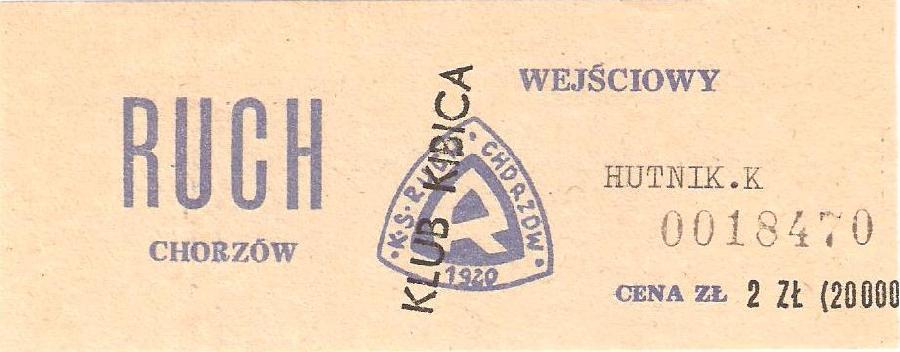 RUCH
CHORZÓW
K.S. RUCH CHORZÓW
1920
KLUB KIBICA
WEJŚCIOWY
HUTNIK.K
0018470
CENA ZŁ 2 ZŁ (20000